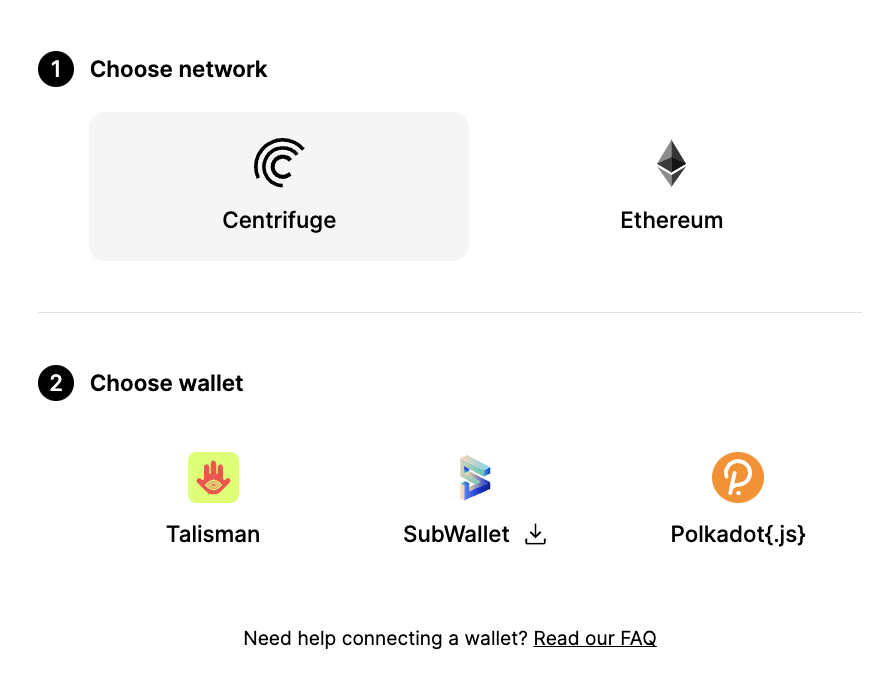 1 Choose network
Centrifuge Ethereum
2 Choose wallet
Talisman SubWallet Polkadot{.js}
Need help connecting a wallet? Read our FAQ